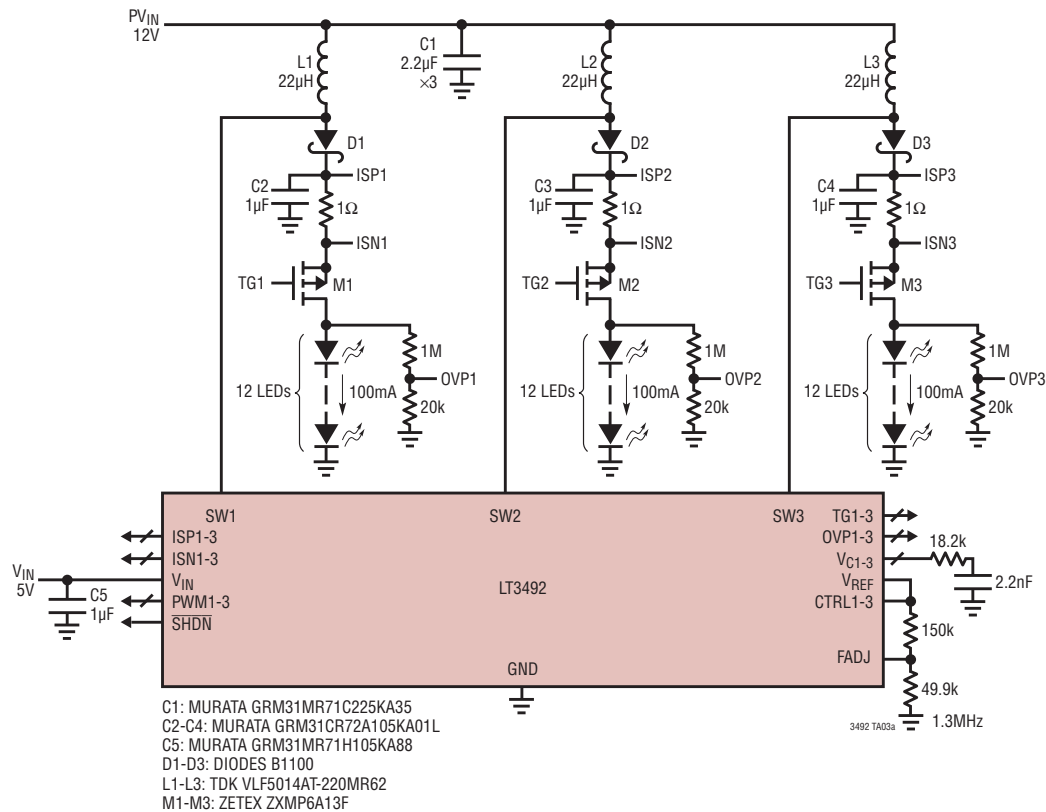 PVIN
12V
C1
2.2µF
×3
L1
22µH
L2
22µH
L3
22µH
D1
D2
D3
ISP1
ISP2
ISP3
C2
1µF
1Ω
C3
1µF
1Ω
C4
1µF
1Ω
ISN1
ISN2
ISN3
TG1
M1
TG2
M2
TG3
M3
12 LEDs
100mA
1M
OVP1
20k
12 LEDs
100mA
1M
OVP2
20k
12 LEDs
100mA
1M
OVP3
20k
SW1
SW2
SW3
ISP1-3
ISN1-3
VIN
PWM1-3
SHDN
VIN
5V
C5
1µF
LT3492
GND
TG1-3
OVP1-3
VC1-3
VREF
CTRL1-3
FADJ
18.2k
2.2nF
150k
49.9k
1.3MHz
3492 TA03a
C1: MURATA GRM31MR71C225KA35
C2-C4: MURATA GRM31CR72A105KA01L
C5: MURATA GRM31MR71H105KA88
D1-D3: DIODES B1100
L1-L3: TDK VLF5014AT-220MR62
M1-M3: ZETEX ZXMP6A13F